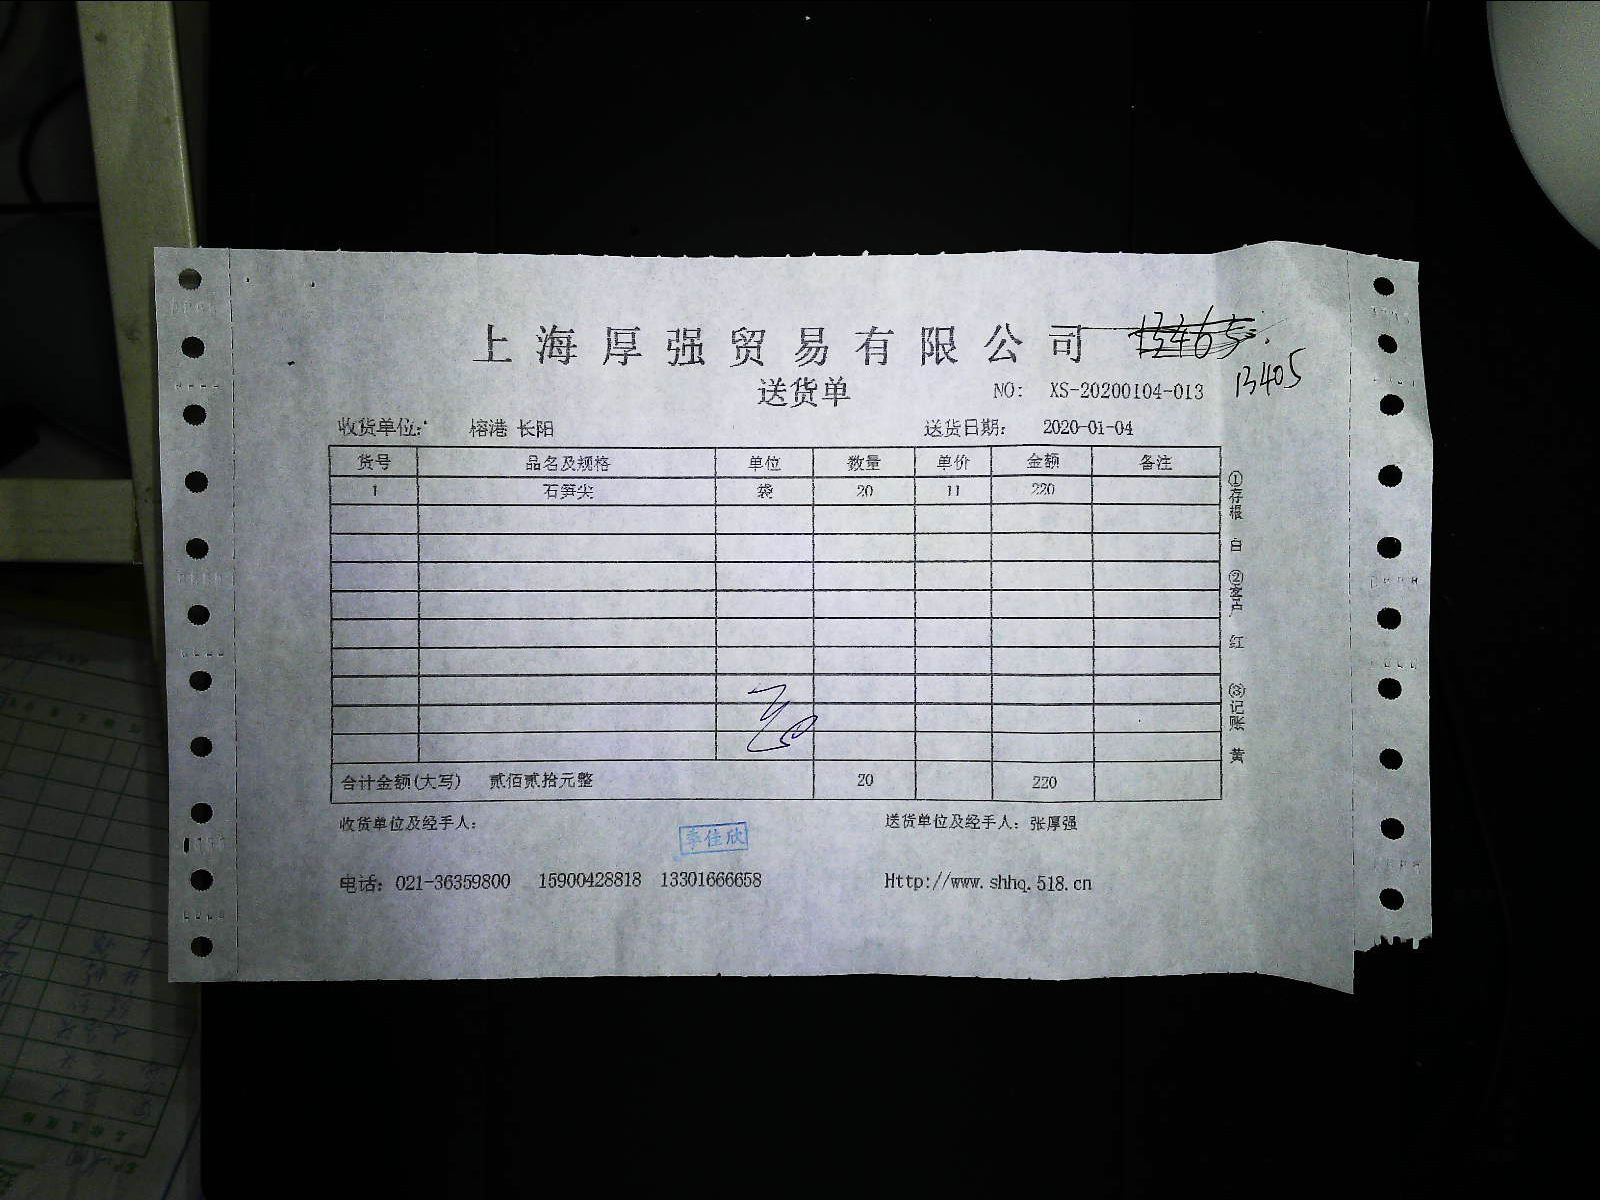 上海厚强贸易有限公司
13465
送货单 NO: XS-20200104-013 13405
收货单位: 榕港 长阳 送货日期: 2020-01-04
货号 品名及规格 单位 数量 单价 金额 备注
1 石笋尖 袋 20 11 220
合计金额(大写) 贰佰贰拾元整 20 220
收货单位及经手人: 送货单位及经手人: 张厚强
李佳欣
电话: 021-36359800 15900428818 13301666658 Http://www.shhq.518.cn
①存根 白 ②客户 红 ③记账 黄